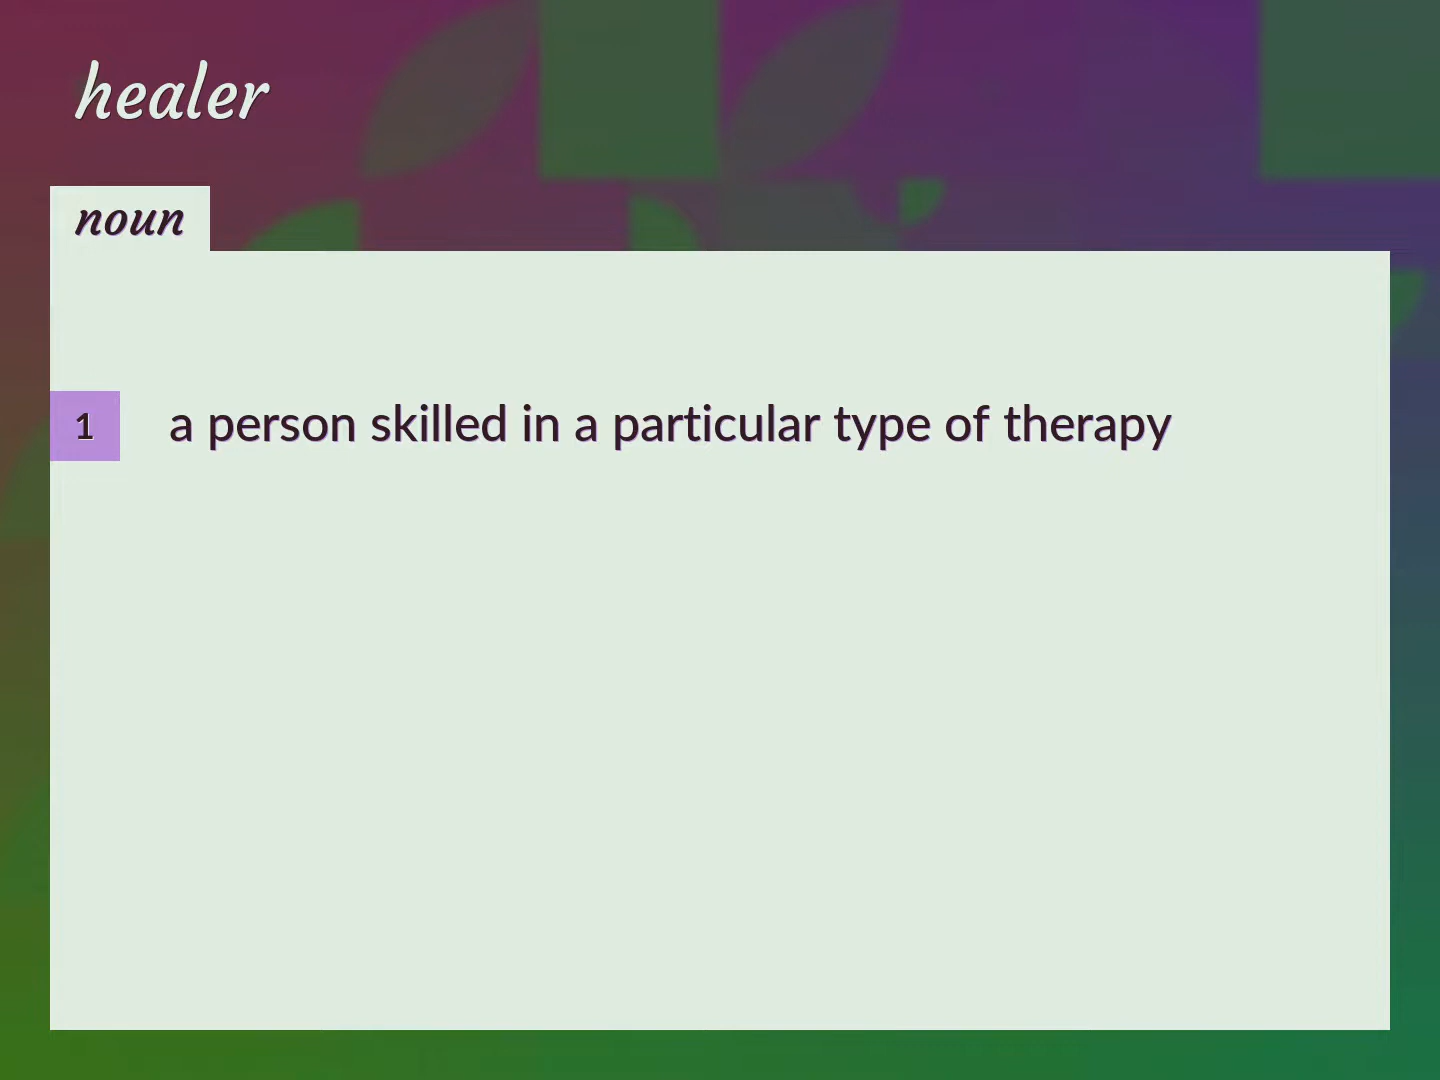 healer
noun
1 a person skilled in a particular type of therapy